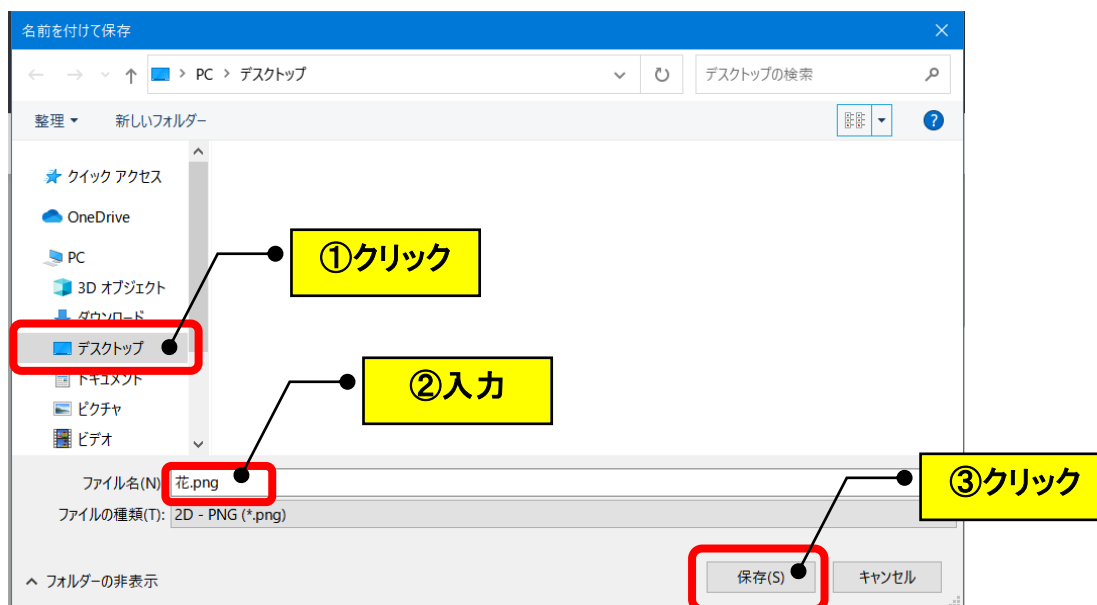 名前を付けて保存
PC > デスクトップ
デスクトップの検索
整理
新しいフォルダー
クイック アクセス
OneDrive
PC
3D オブジェクト
ダウンロード
デスクトップ
ドキュメント
ピクチャ
ビデオ
①クリック
②入力
③クリック
ファイル名(N) 花.png
ファイルの種類(T): 2D - PNG (*.png)
フォルダーの非表示
保存(S)
キャンセル